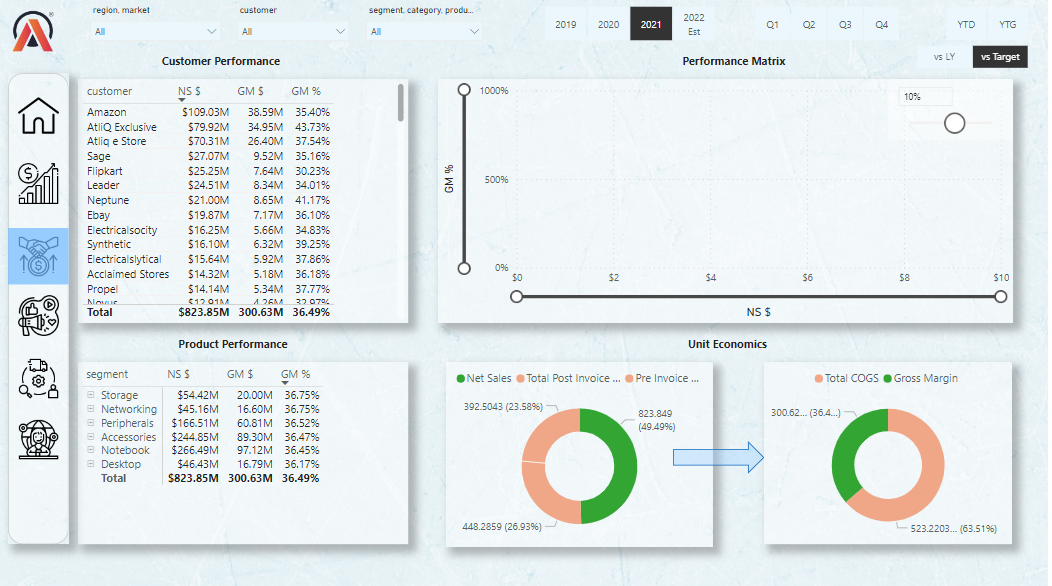 region, market
customer
segment, category, produ...
All
All
All
2019
2020
2021
2022
Est
Q1
Q2
Q3
Q4
YTD
YTG
vs LY
vs Target
Customer Performance
customer NS $ GM $ GM %
Amazon $109.03M 38.59M 35.40%
AtliQ Exclusive $79.92M 34.95M 43.73%
Atliq e Store $70.31M 26.40M 37.54%
Sage $27.07M 9.52M 35.16%
Flipkart $25.25M 7.64M 30.23%
Leader $24.51M 8.34M 34.01%
Neptune $21.00M 8.65M 41.17%
Ebay $19.87M 7.17M 36.10%
Electricalsocity $16.25M 5.66M 34.83%
Synthetic $16.10M 6.32M 39.25%
Electricalslytical $15.64M 5.92M 37.86%
Acclaimed Stores $14.32M 5.18M 36.18%
Propel $14.14M 5.34M 37.77%
Novus $12.91M 4.26M 32.97%
Total $823.85M 300.63M 36.49%
Performance Matrix
10%
1000%
500%
0%
GM %
$0 $2 $4 $6 $8 $10
NS $
Product Performance
segment NS $ GM $ GM %
Storage $54.42M 20.00M 36.75%
Networking $45.16M 16.60M 36.75%
Peripherals $166.51M 60.81M 36.52%
Accessories $244.85M 89.30M 36.47%
Notebook $266.49M 97.12M 36.45%
Desktop $46.43M 16.79M 36.17%
Total $823.85M 300.63M 36.49%
Unit Economics
Net Sales Total Post Invoice ... Pre Invoice ...
392.5043 (23.58%)
823.849
(49.49%)
448.2859 (26.93%)
Total COGS Gross Margin
300.62... (36.4...)
523.2203... (63.51%)